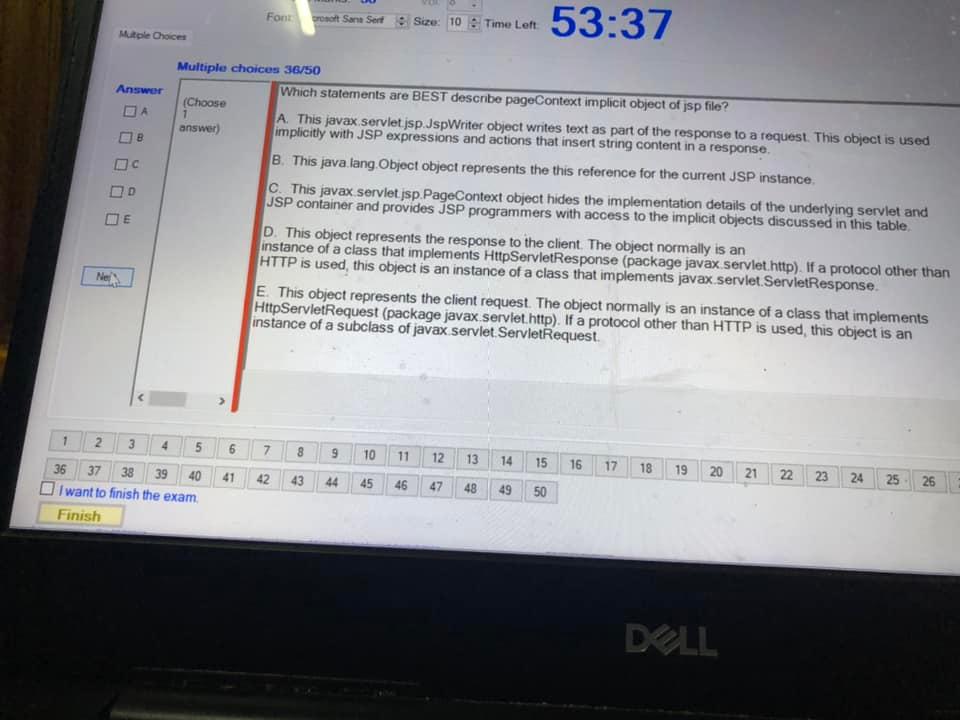 Font: crosoft Sans Serif Size: 10 Time Left: 53:37
Multiple Choices
Multiple choices 36/50
Answer
A
B
C
D
E
(Choose
1
answer)
Which statements are BEST describe pageContext implicit object of jsp file?
A. This javax.servlet.jsp.JspWriter object writes text as part of the response to a request. This object is used
implicitly with JSP expressions and actions that insert string content in a response.
B. This java.lang.Object object represents the this reference for the current JSP instance.
C. This javax.servlet.jsp.PageContext object hides the implementation details of the underlying servlet and
JSP container and provides JSP programmers with access to the implicit objects discussed in this table.
D. This object represents the response to the client. The object normally is an
instance of a class that implements HttpServletResponse (package javax.servlet.http). If a protocol other than
HTTP is used, this object is an instance of a class that implements javax.servlet.ServletResponse.
E. This object represents the client request. The object normally is an instance of a class that implements
HttpServletRequest (package javax.servlet.http). If a protocol other than HTTP is used, this object is an
instance of a subclass of javax.servlet.ServletRequest.
1 2 3 4 5 6 7 8 9 10 11 12 13 14 15 16 17 18 19 20 21 22 23 24 25 26
36 37 38 39 40 41 42 43 44 45 46 47 48 49 50
I want to finish the exam.
Finish
DELL